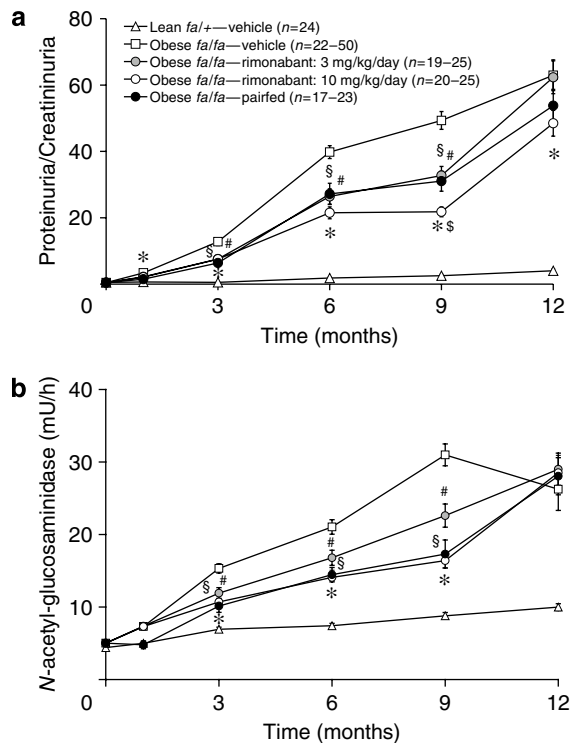 a
Lean fa/+—vehicle (n=24)
Obese fa/fa—vehicle (n=22–50)
Obese fa/fa—rimonabant: 3 mg/kg/day (n=19–25)
Obese fa/fa—rimonabant: 10 mg/kg/day (n=20–25)
Obese fa/fa—pairfed (n=17–23)
Proteinuria/Creatininuria
80
60
40
20
§ #
§ #
* § # *
* * $ *
0 3 6 9 12
Time (months)
b
N-acetyl-glucosaminidase (mU/h)
40
30
20
10
#
# §
§ # §
* * *
0 3 6 9 12
Time (months)